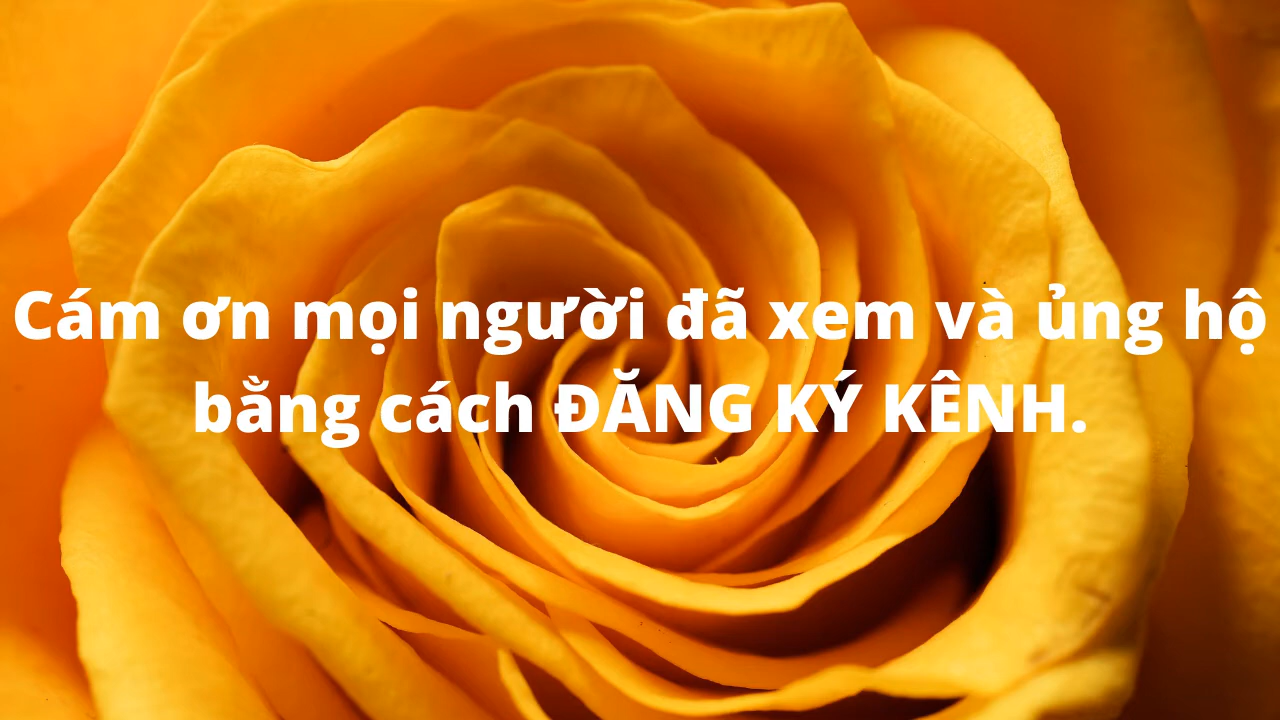 Cám ơn mọi người đã xem và ủng hộ
bằng cách ĐĂNG KÝ KÊNH.